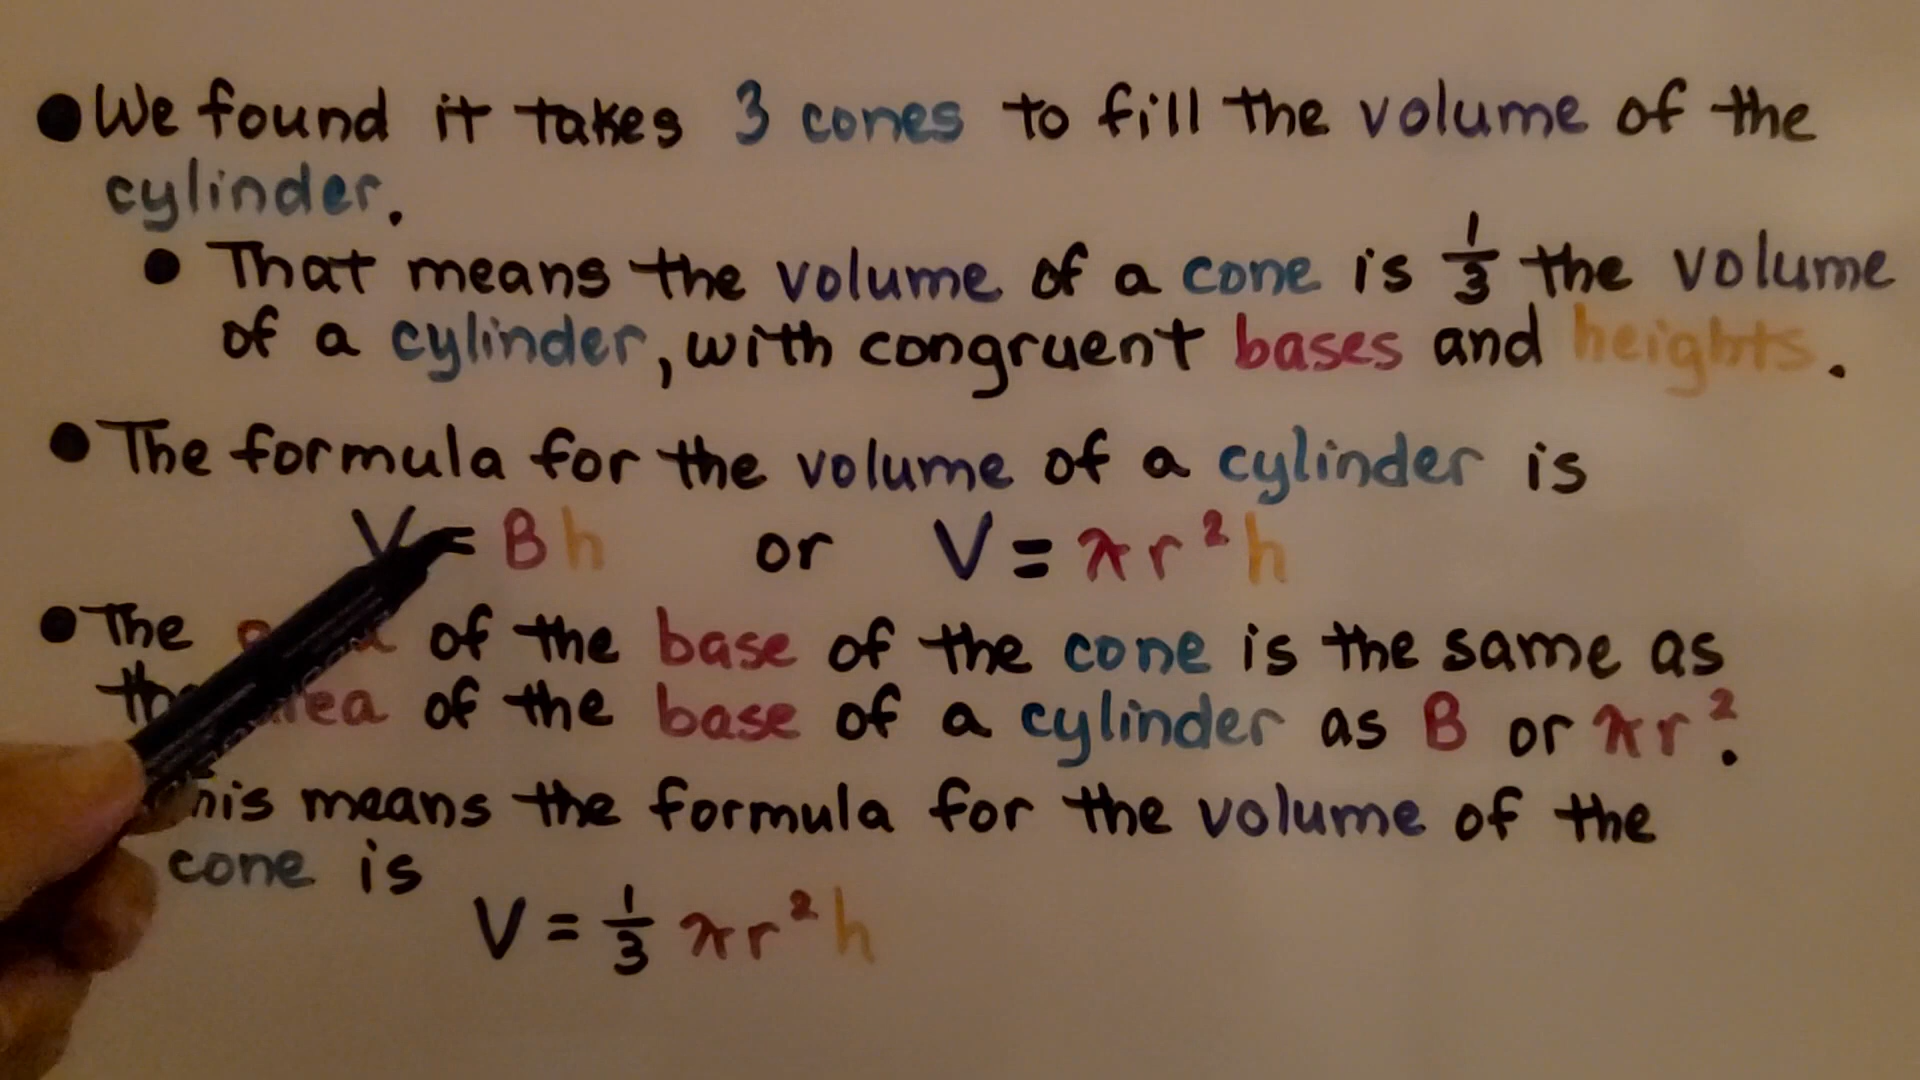 We found it takes 3 cones to fill the volume of the
cylinder.
That means the volume of a cone is 1/3 the volume
of a cylinder, with congruent bases and heights.
The formula for the volume of a cylinder is
V = Bh or V = πr²h
The of the base of the cone is the same as
of the base of a cylinder as B or πr².
means the formula for the volume of the
cone is
V = 1/3 πr²h